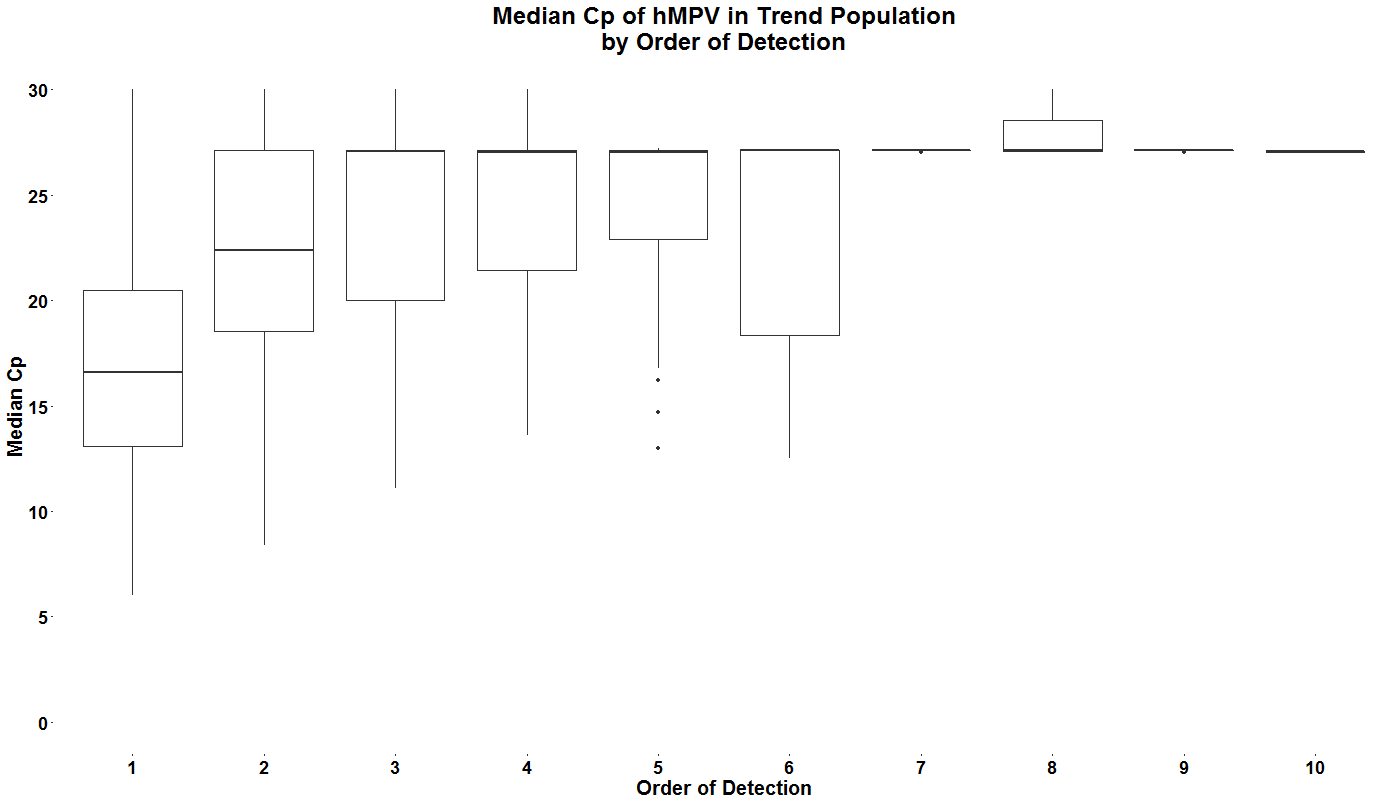 Median Cp of hMPV in Trend Population
by Order of Detection
30
25
20
15
10
5
0
Median Cp
1 2 3 4 5 6 7 8 9 10
Order of Detection